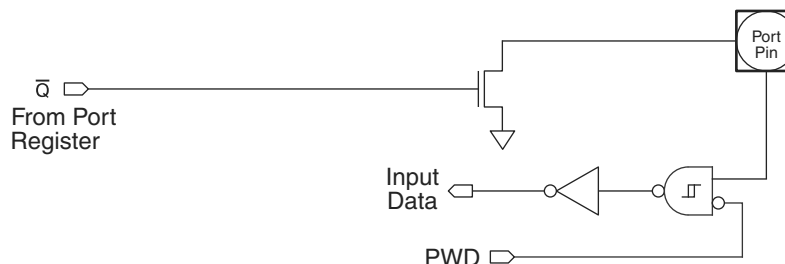 Port
Pin
Q̅
From Port
Register
Input
Data
PWD